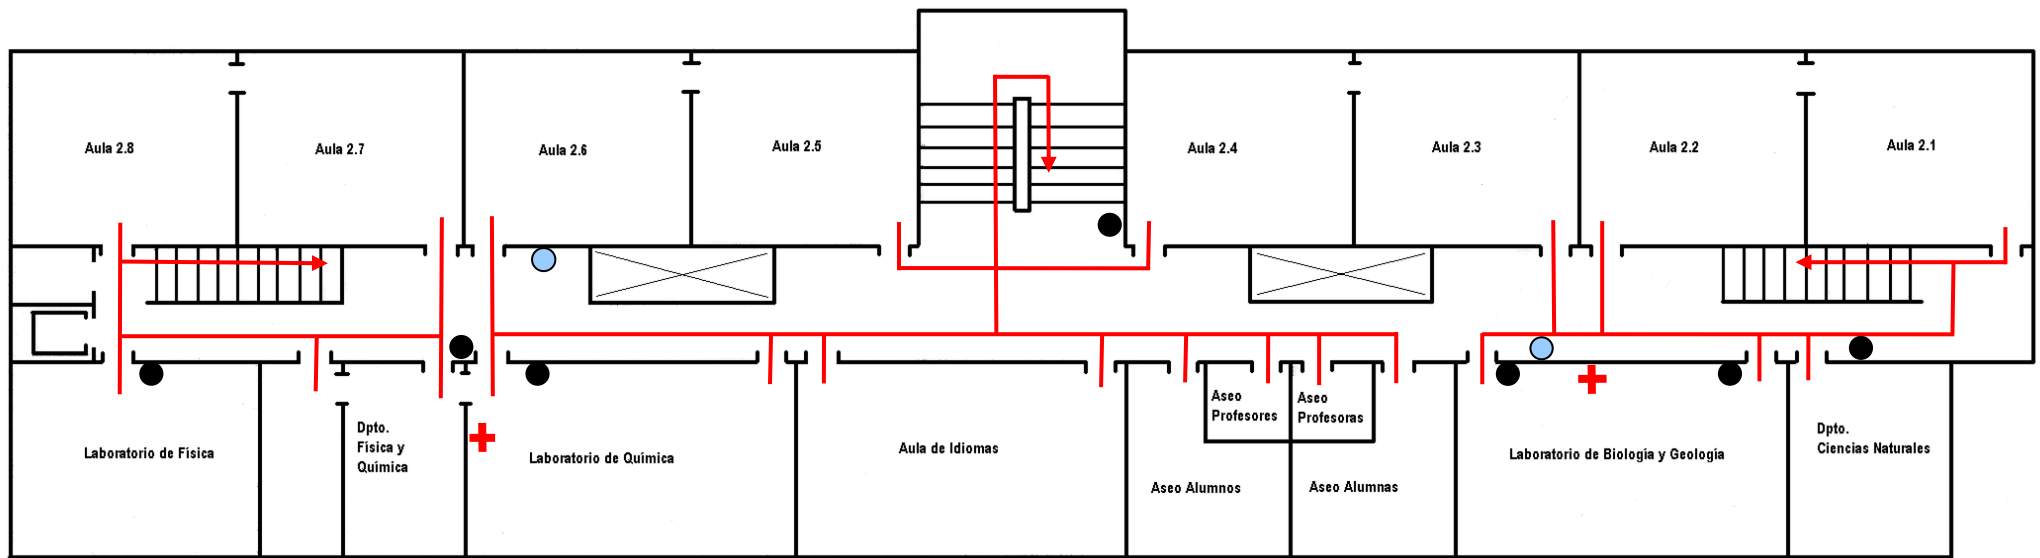 Aula 2.8
Aula 2.7
Aula 2.6
Aula 2.5
Aula 2.4
Aula 2.3
Aula 2.2
Aula 2.1
Laboratorio de Física
Dpto.
Física y
Química
Laboratorio de Química
Aula de Idiomas
Aseo
Profesores
Aseo
Profesoras
Aseo Alumnos
Aseo Alumnas
Laboratorio de Biología y Geología
Dpto.
Ciencias Naturales